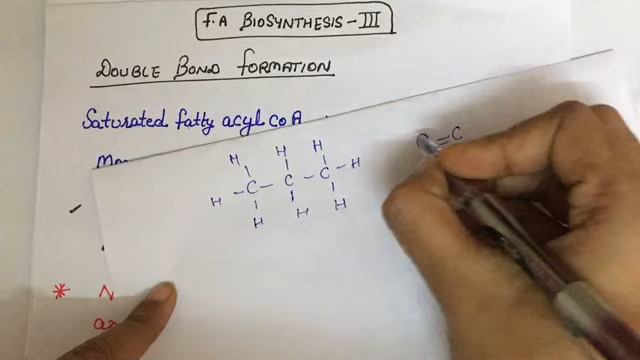 F.A BIOSYNTHESIS-III
DOUBLE BOND FORMATION
Saturated fatty acyl CoA
H H H
H - C - C - C - H
H H H
C = C
* N